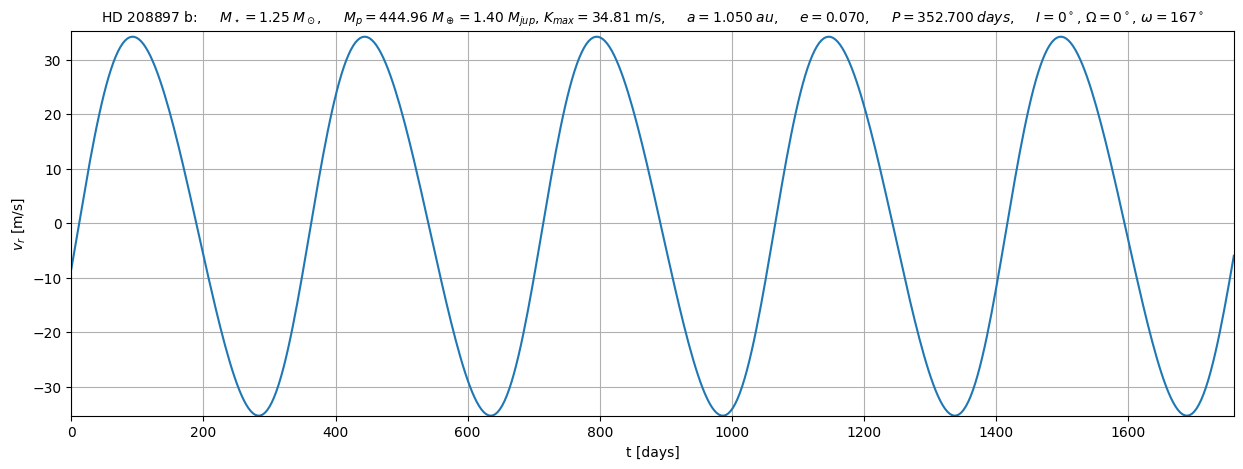 HD 208897 b: M⋆ = 1.25 M⊙, Mp = 444.96 M⊕ = 1.40 Mjup, Kmax = 34.81 m/s, a = 1.050 au, e = 0.070, P = 352.700 days, I = 0°, Ω = 0°, ω = 167°
30
20
10
0
−10
−20
−30
vr [m/s]
0 200 400 600 800 1000 1200 1400 1600
t [days]